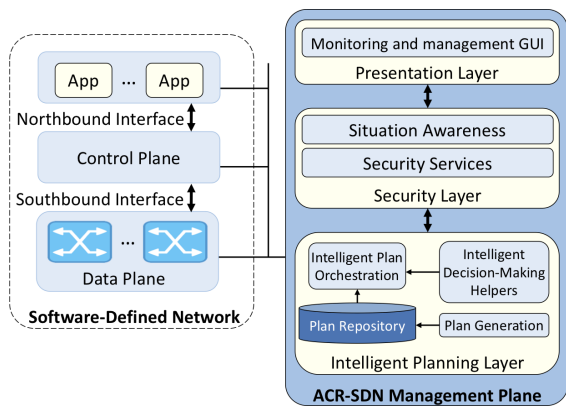 App ... App
Northbound Interface
Control Plane
Southbound Interface
...
Data Plane
Software-Defined Network
Monitoring and management GUI
Presentation Layer
Situation Awareness
Security Services
Security Layer
Intelligent Plan
Orchestration
Intelligent
Decision-Making
Helpers
Plan Repository
Plan Generation
Intelligent Planning Layer
ACR-SDN Management Plane